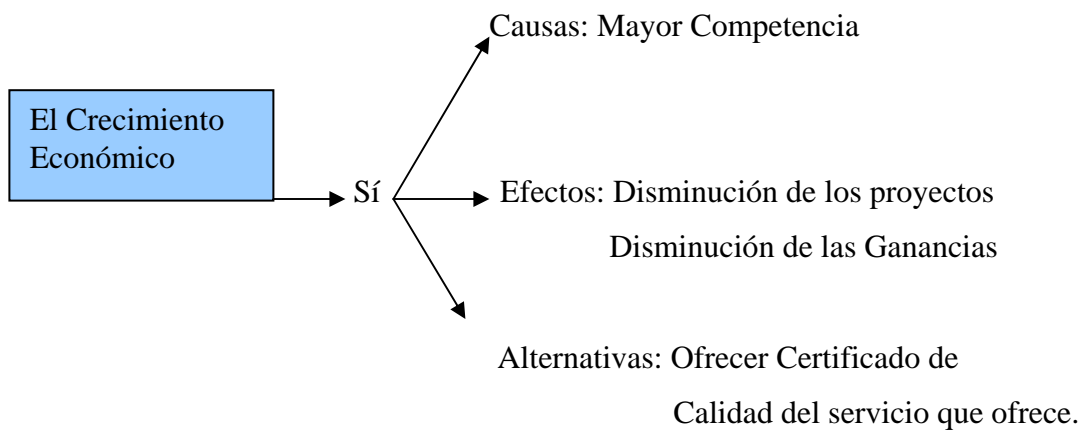 Causas: Mayor Competencia
El Crecimiento
Económico
Sí
Efectos: Disminución de los proyectos
Disminución de las Ganancias
Alternativas: Ofrecer Certificado de
Calidad del servicio que ofrece.